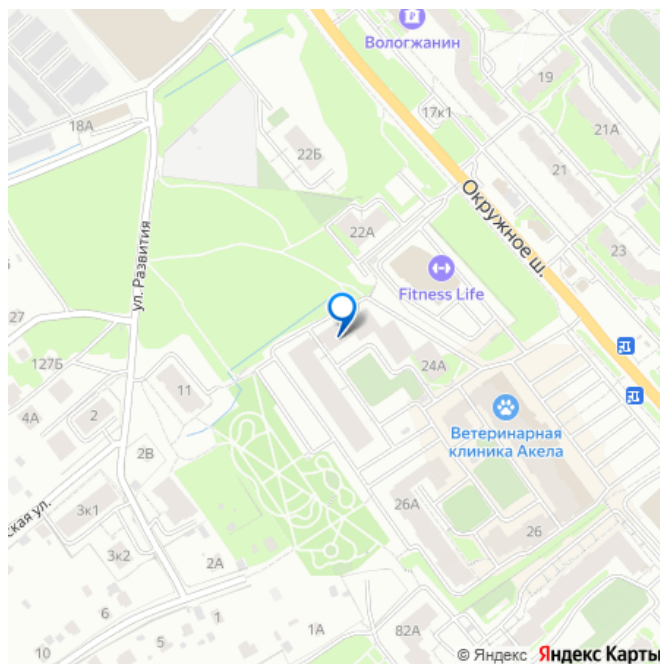 Вологжанин
19
17к1
21А
18А
22Б
21
Окружное ш.
ул. Развития
22А
23
Fitness Life
27
127Б
11
24А
4А
2
Ветеринарная
клиника Акела
2В
26А
3к1
26
ская ул.
3к2
2А
5
6
1
1А
82А
10
© Яндекс Яндекс Карты